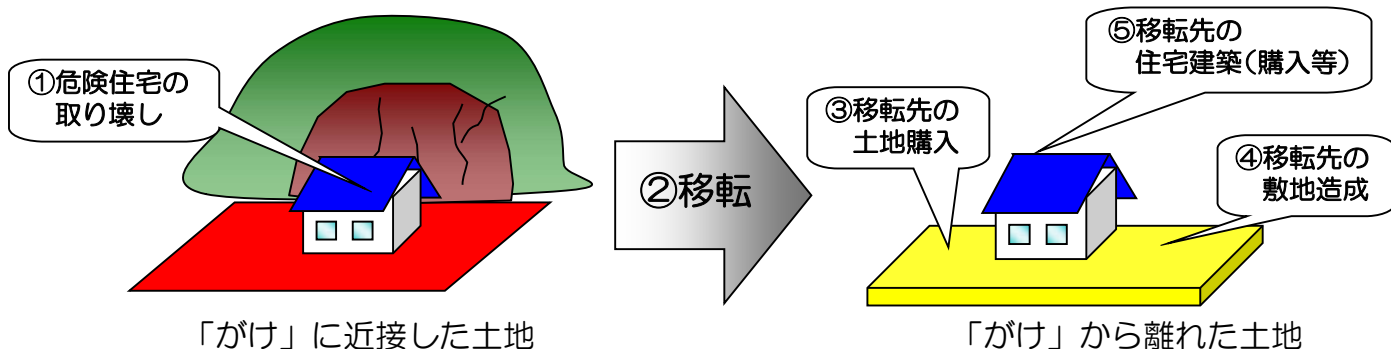 ①危険住宅の
取り壊し
②移転
③移転先の
土地購入
④移転先の
敷地造成
⑤移転先の
住宅建築（購入等）
「がけ」に近接した土地
「がけ」から離れた土地